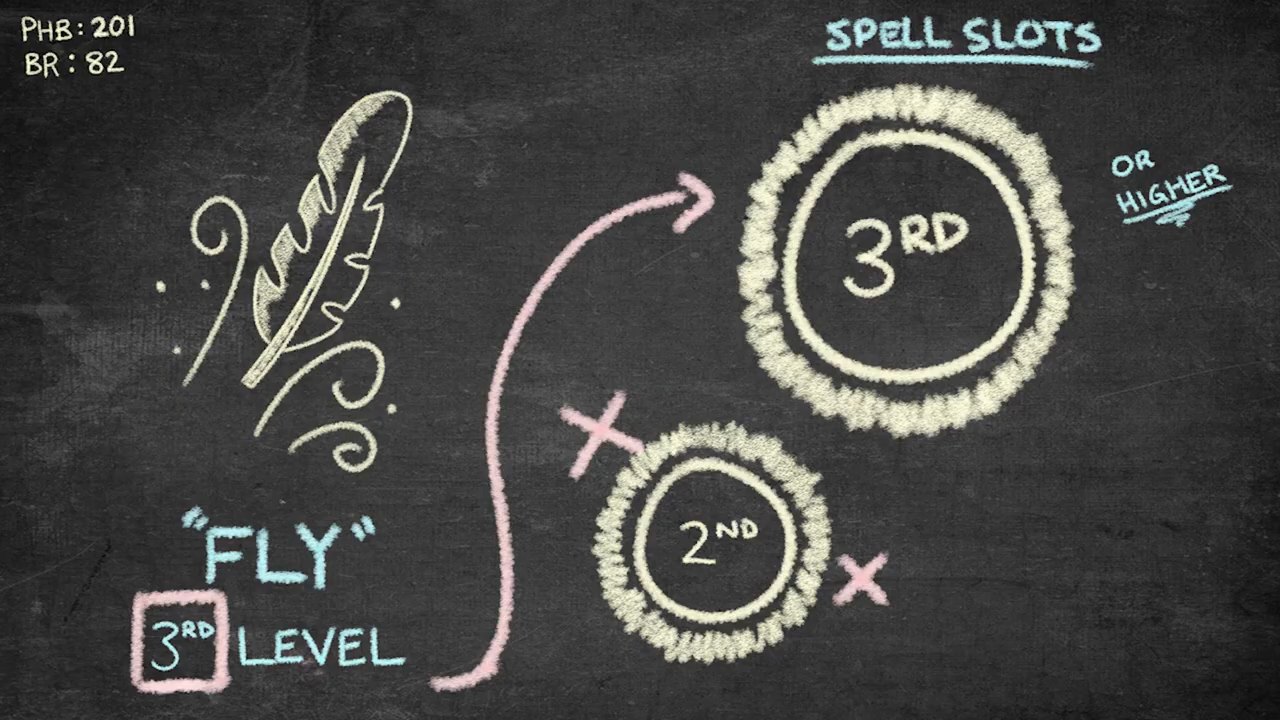 PHB: 201
BR: 82
SPELL SLOTS
3RD
OR
HIGHER
2ND
"FLY"
3RD LEVEL